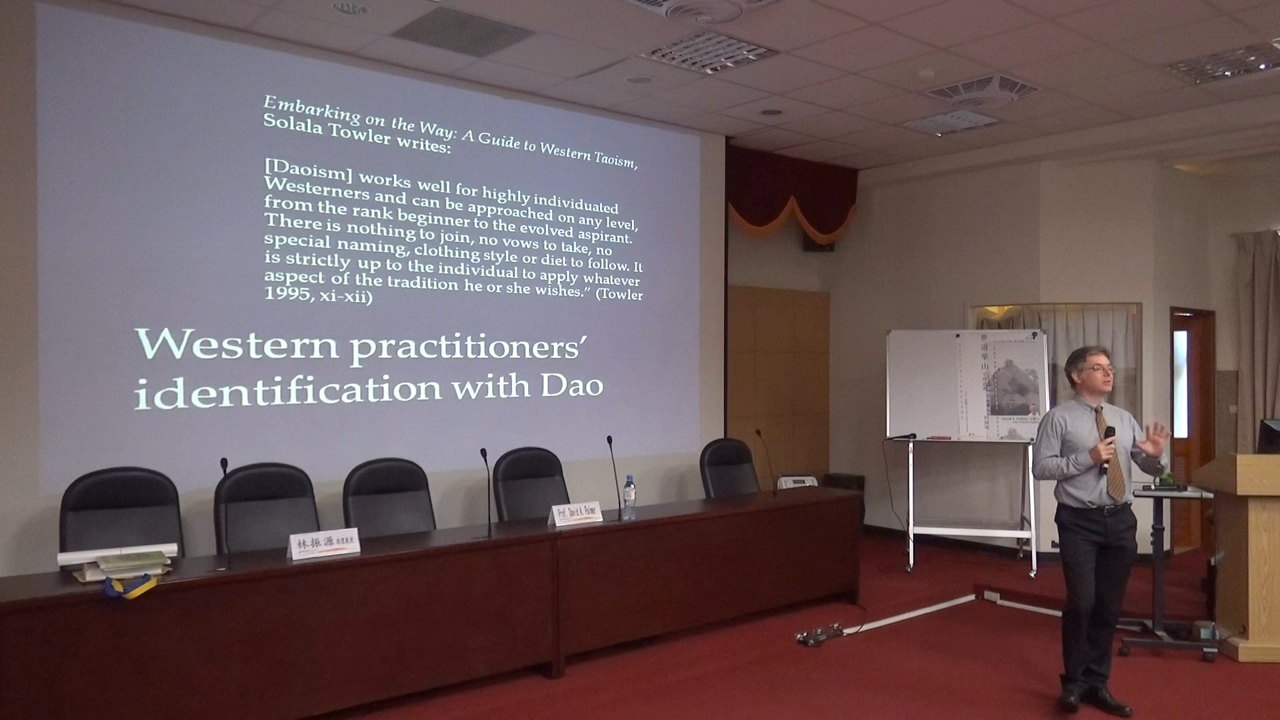 Embarking on the Way: A Guide to Western Taoism,
Solala Towler writes:
[Daoism] works well for highly individuated
Westerners and can be approached on any level,
from the rank beginner to the evolved aspirant.
There is nothing to join, no vows to take, no
special naming, clothing style or diet to follow. It
is strictly up to the individual to apply whatever
aspect of the tradition he or she wishes.” (Towler
1995, xi-xii)
Western practitioners’
identification with Dao
林振源
Prof. David A. Palmer